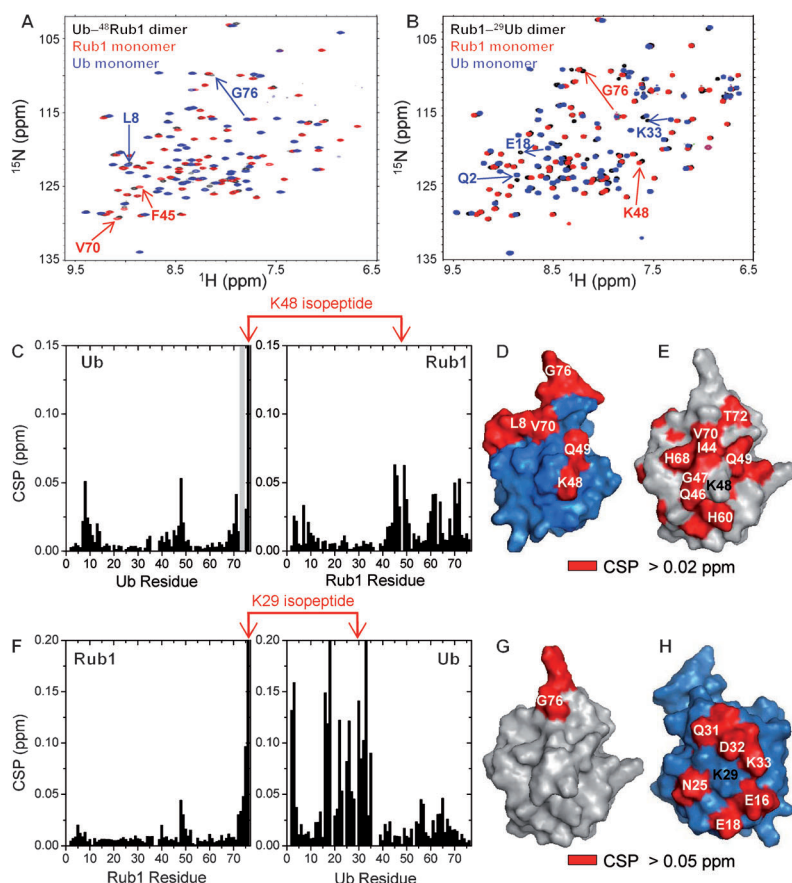 A
Ub–⁴⁸Rub1 dimer
Rub1 monomer
Ub monomer
G76
L8
F45
V70
105
115
125
135
¹⁵N (ppm)
9.5 8.5 7.5 6.5
¹H (ppm)
B
Rub1–²⁹Ub dimer
Rub1 monomer
Ub monomer
G76
K33
E18
Q2
K48
105
115
125
135
¹⁵N (ppm)
9.5 8.5 7.5 6.5
¹H (ppm)
K48 isopeptide
C
Ub
0.15
0.10
0.05
0.00
CSP (ppm)
0 10 20 30 40 50 60 70
Ub Residue
0.15
Rub1
0.10
0.05
0.00
0 10 20 30 40 50 60 70
Rub1 Residue
D
G76
L8 V70
Q49
K48
E
T72
V70
I44
H68 Q49
G47
K48
Q46
H60
CSP > 0.02 ppm
K29 isopeptide
F
Rub1
0.20
0.15
0.10
0.05
0.00
CSP (ppm)
0 10 20 30 40 50 60 70
Rub1 Residue
0.20
Ub
0.15
0.10
0.05
0.00
0 10 20 30 40 50 60 70
Ub Residue
G
G76
H
Q31
D32
K33
K29
N25
E16
E18
CSP > 0.05 ppm